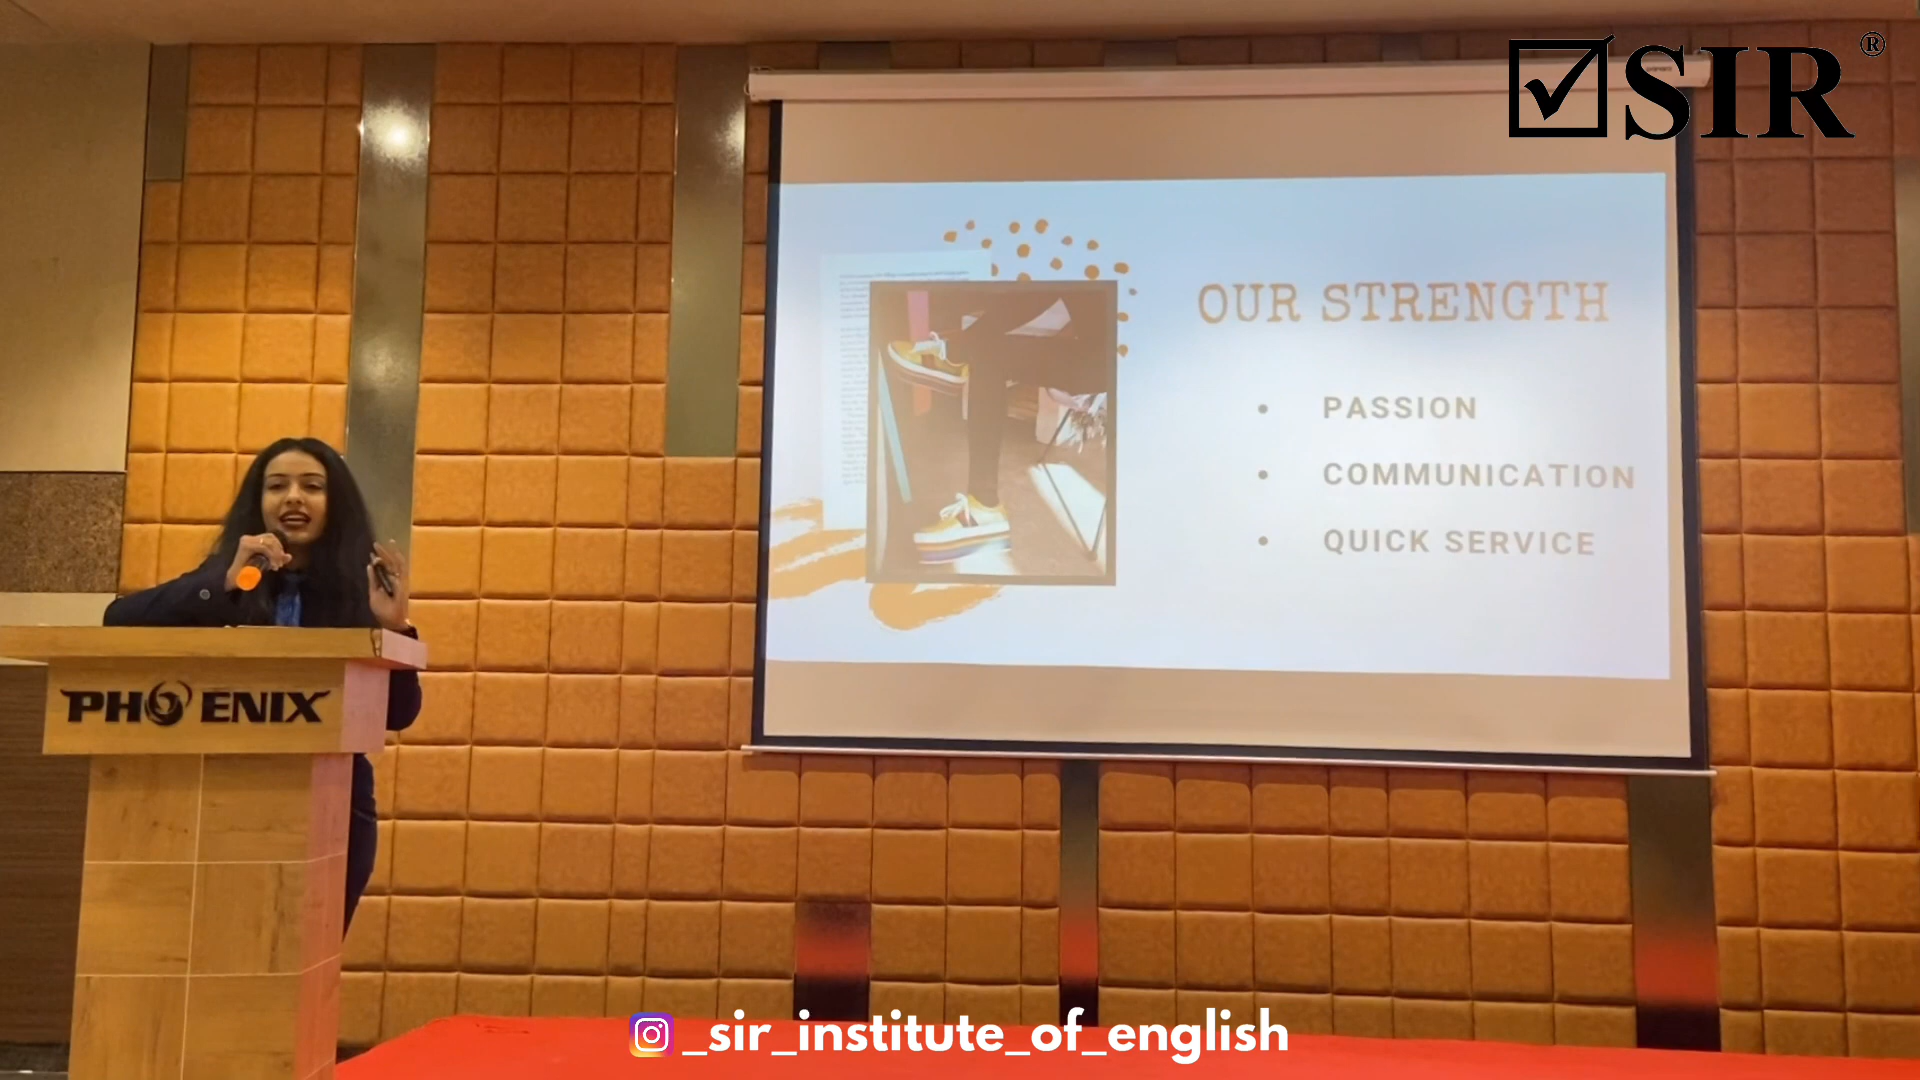 SIR®
OUR STRENGTH
• PASSION
• COMMUNICATION
• QUICK SERVICE
PHOENIX
_sir_institute_of_english